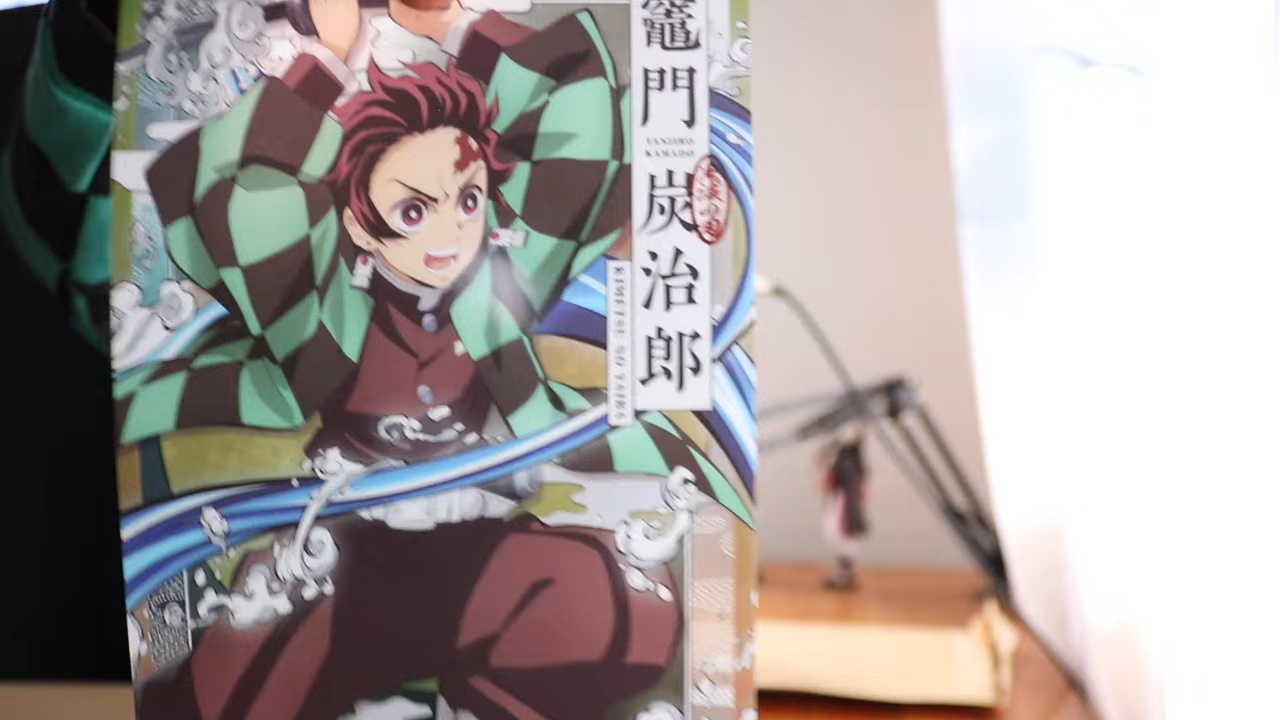 竈門
TANJIRO
KAMADO
炭治郎
KIMETSU NO YAIBA